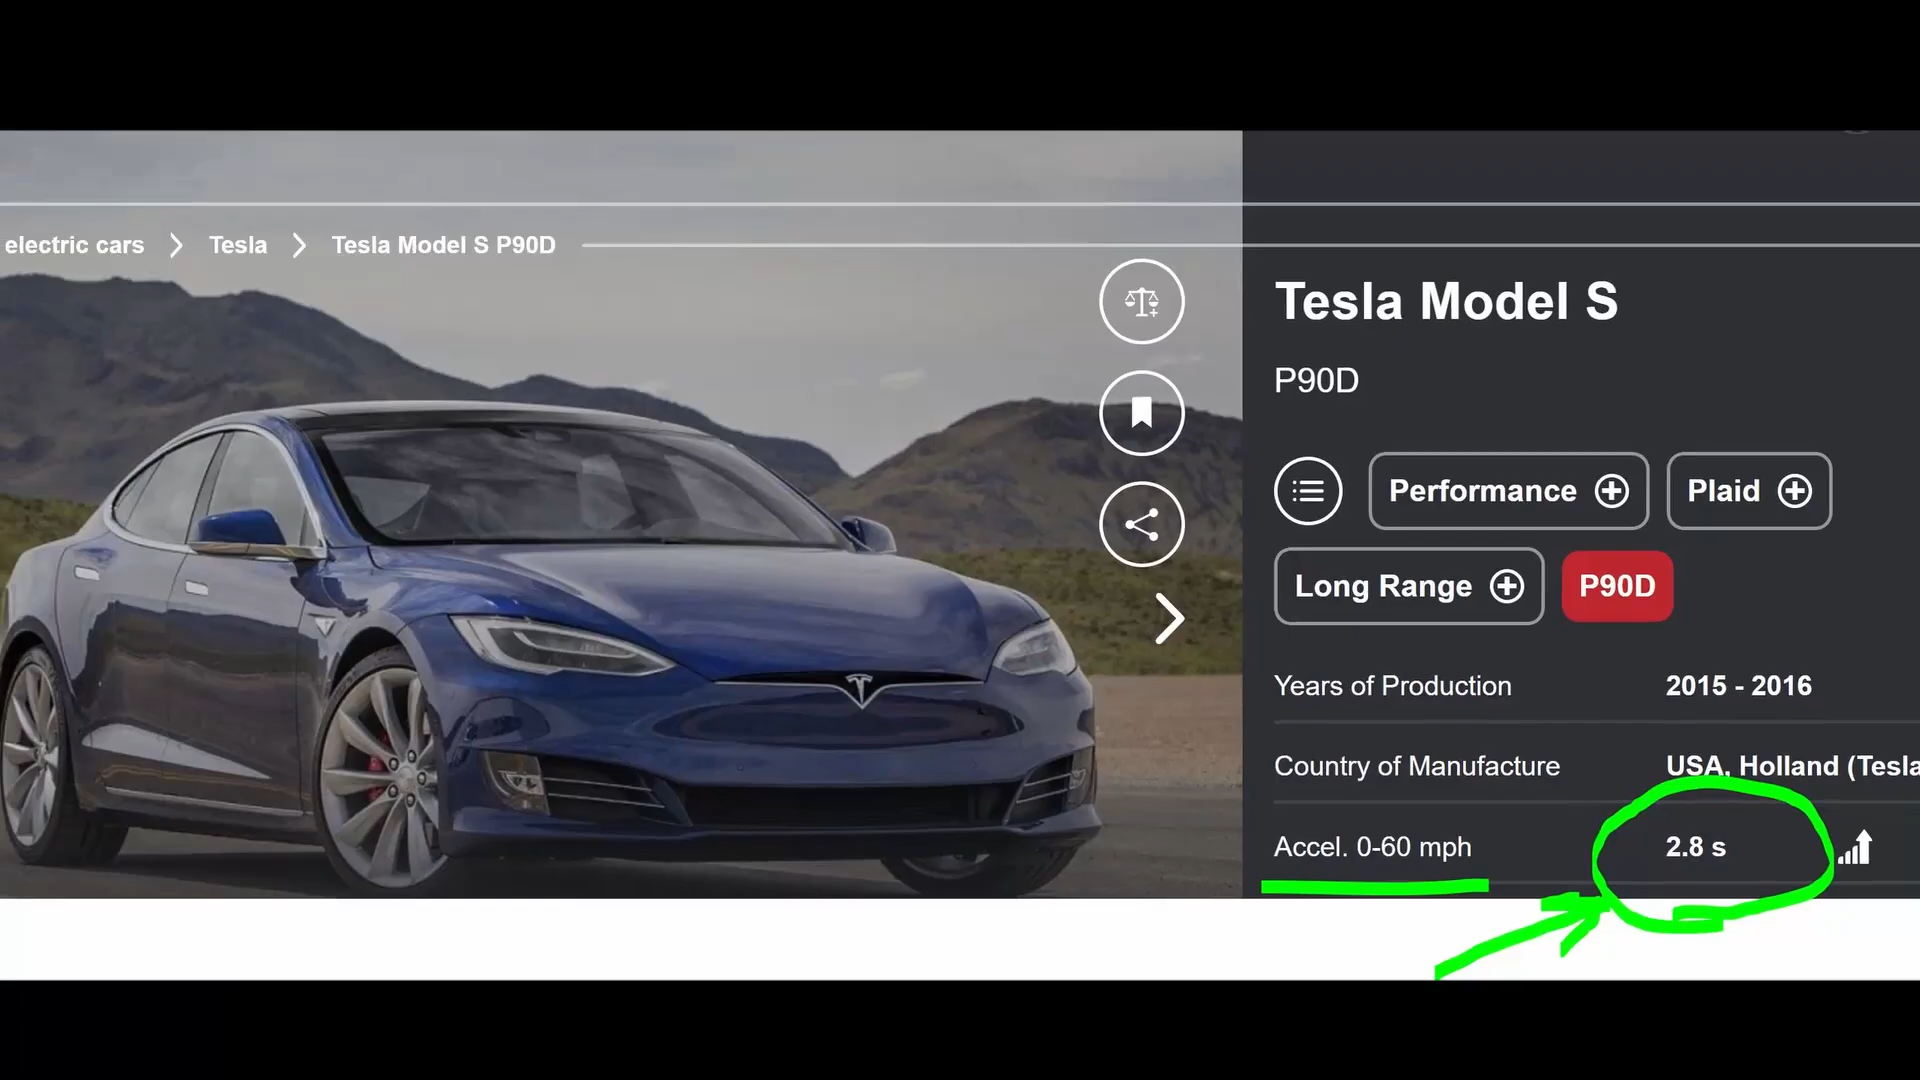 electric cars > Tesla > Tesla Model S P90D
Tesla Model S
P90D
Performance
Plaid
Long Range
P90D
Years of Production 2015 - 2016
Country of Manufacture USA, Holland (Tesla
Accel. 0-60 mph 2.8 s